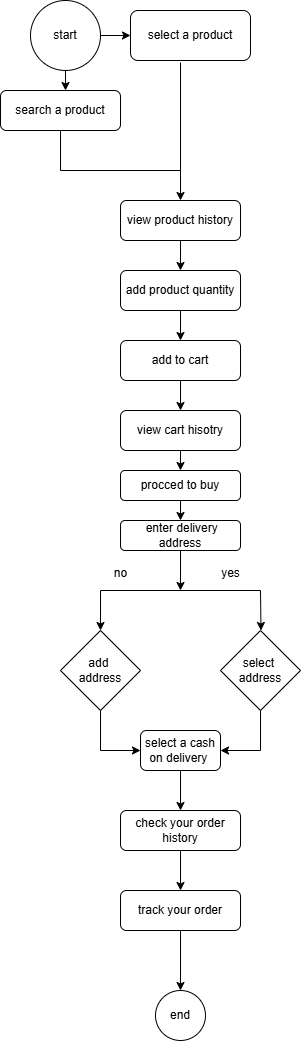 start
select a product
search a product
view product history
add product quantity
add to cart
view cart hisotry
procced to buy
enter delivery
address
no
yes
add
address
select
address
select a cash
on delivery
check your order
history
track your order
end